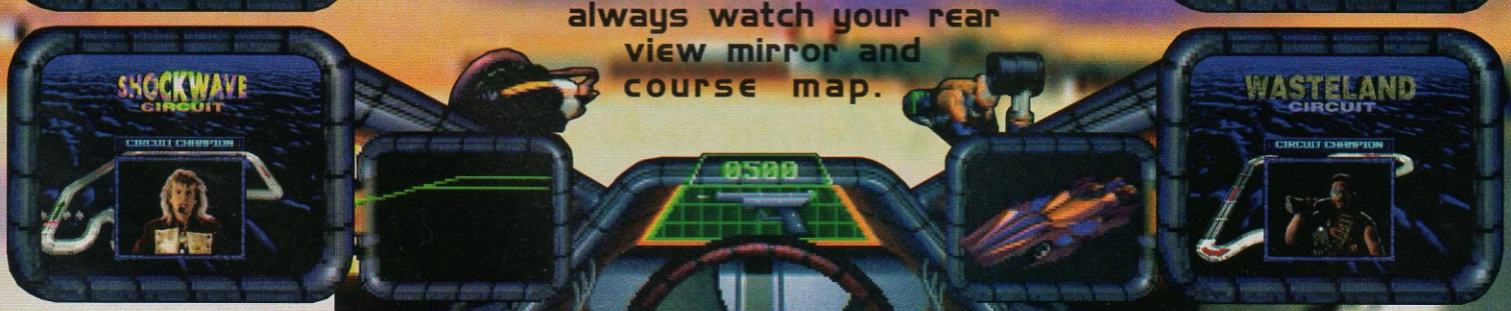 always watch your rear
view mirror and
course map.
SHOCKWAVE
CIRCUIT
CIRCUIT CHAMPION
0500
WASTELAND
CIRCUIT
CIRCUIT CHAMPION